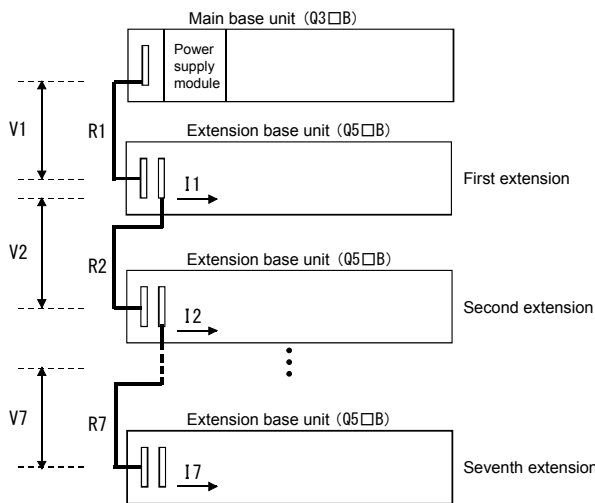 Main base unit (Q3□B)
Power
supply
module
V1
R1
Extension base unit (Q5□B)
I1
First extension
V2
R2
Extension base unit (Q5□B)
I2
Second extension
V7
R7
Extension base unit (Q5□B)
I7
Seventh extension